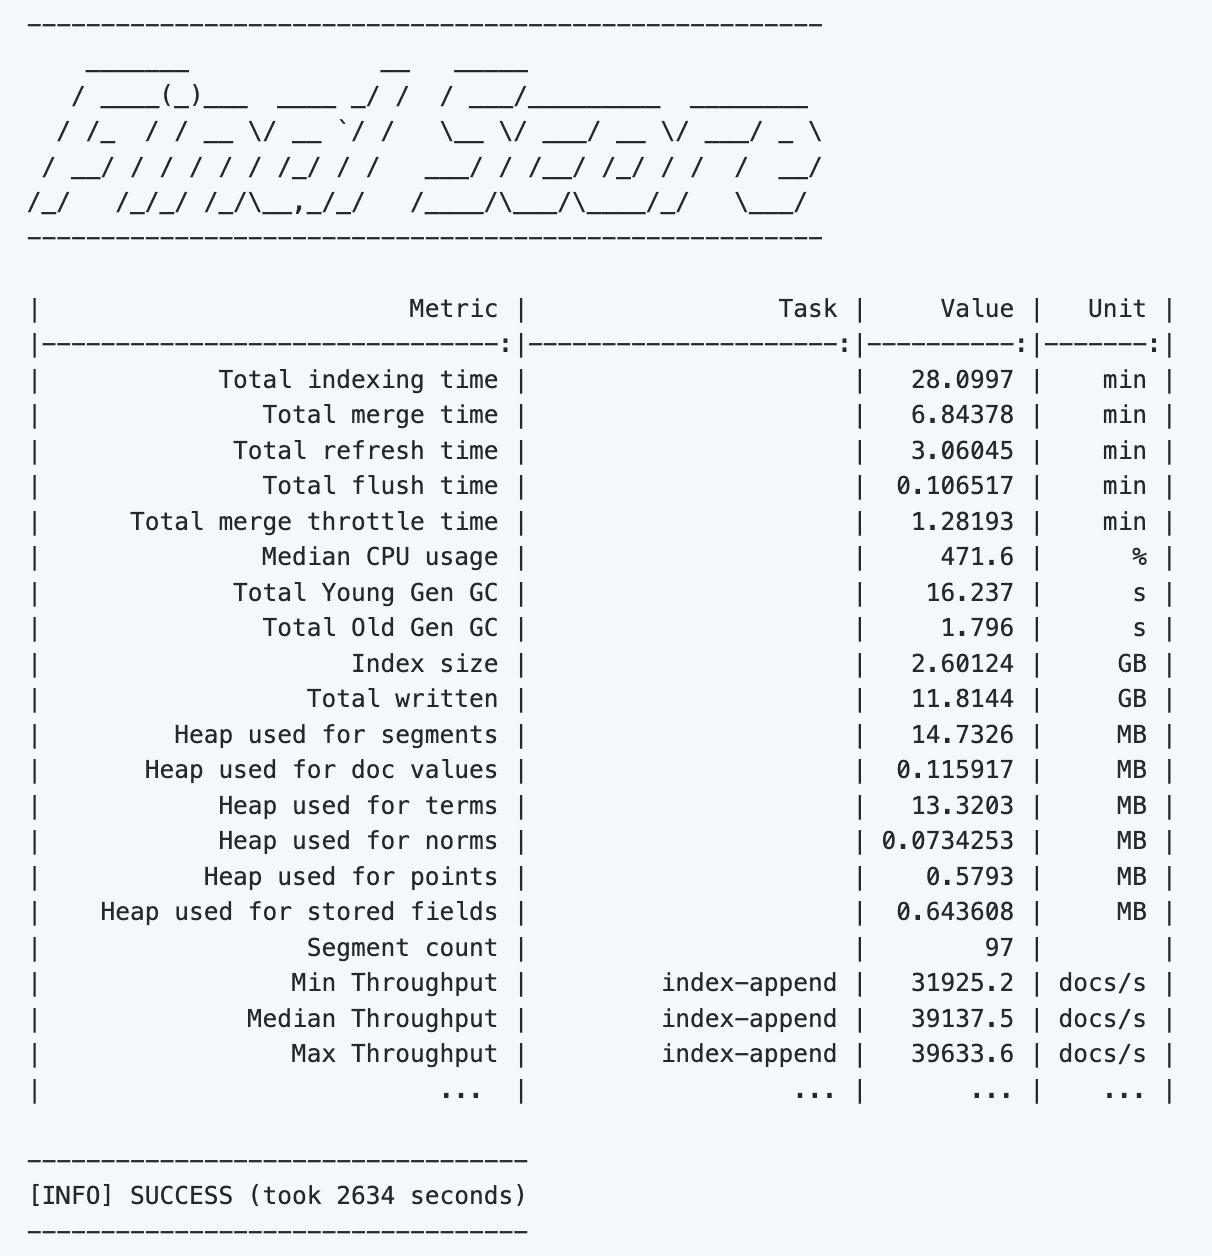 ------------------------------------------------------
    _______             __   _____
   / ____(_)___  ____ _/ /  / ___/_________  ________
  / /_  / / __ \/ __ `/ /   \__ \/ ___/ __ \/ ___/ _ \
 / __/ / / / / / /_/ / /   ___/ / /__/ /_/ / /  /  __/
/_/   /_/_/ /_/\__,_/_/   /____/\___/\____/_/   \___/
------------------------------------------------------
|                         Metric |                 Task |     Value |   Unit |
|-------------------------------:|---------------------:|----------:|-------:|
|            Total indexing time |                      |   28.0997 |    min |
|               Total merge time |                      |   6.84378 |    min |
|             Total refresh time |                      |   3.06045 |    min |
|               Total flush time |                      |  0.106517 |    min |
|      Total merge throttle time |                      |   1.28193 |    min |
|               Median CPU usage |                      |     471.6 |      % |
|             Total Young Gen GC |                      |    16.237 |      s |
|               Total Old Gen GC |                      |     1.796 |      s |
|                     Index size |                      |   2.60124 |     GB |
|                  Total written |                      |   11.8144 |     GB |
|         Heap used for segments |                      |   14.7326 |     MB |
|       Heap used for doc values |                      |  0.115917 |     MB |
|            Heap used for terms |                      |   13.3203 |     MB |
|            Heap used for norms |                      | 0.0734253 |     MB |
|           Heap used for points |                      |    0.5793 |     MB |
|    Heap used for stored fields |                      |  0.643608 |     MB |
|                  Segment count |                      |        97 |        |
|                 Min Throughput |         index-append |   31925.2 | docs/s |
|              Median Throughput |         index-append |   39137.5 | docs/s |
|                 Max Throughput |         index-append |   39633.6 | docs/s |
|                           ...  |                  ... |       ... |    ... |
----------------------------------
[INFO] SUCCESS (took 2634 seconds)
----------------------------------